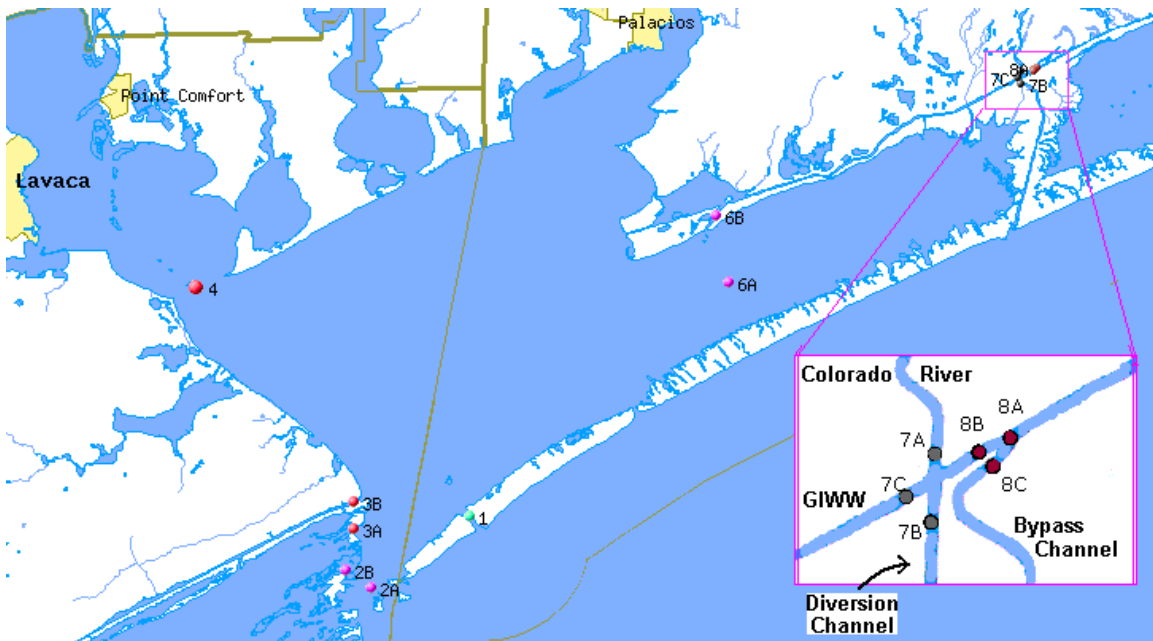 Palacios
Point Comfort
Lavaca
8A
7C
7B
6B
6A
4
3B
3A
1
2B
2A
Colorado River
8A
8B
7A
8C
7C
GIWW
7B
Bypass
Channel
Diversion
Channel